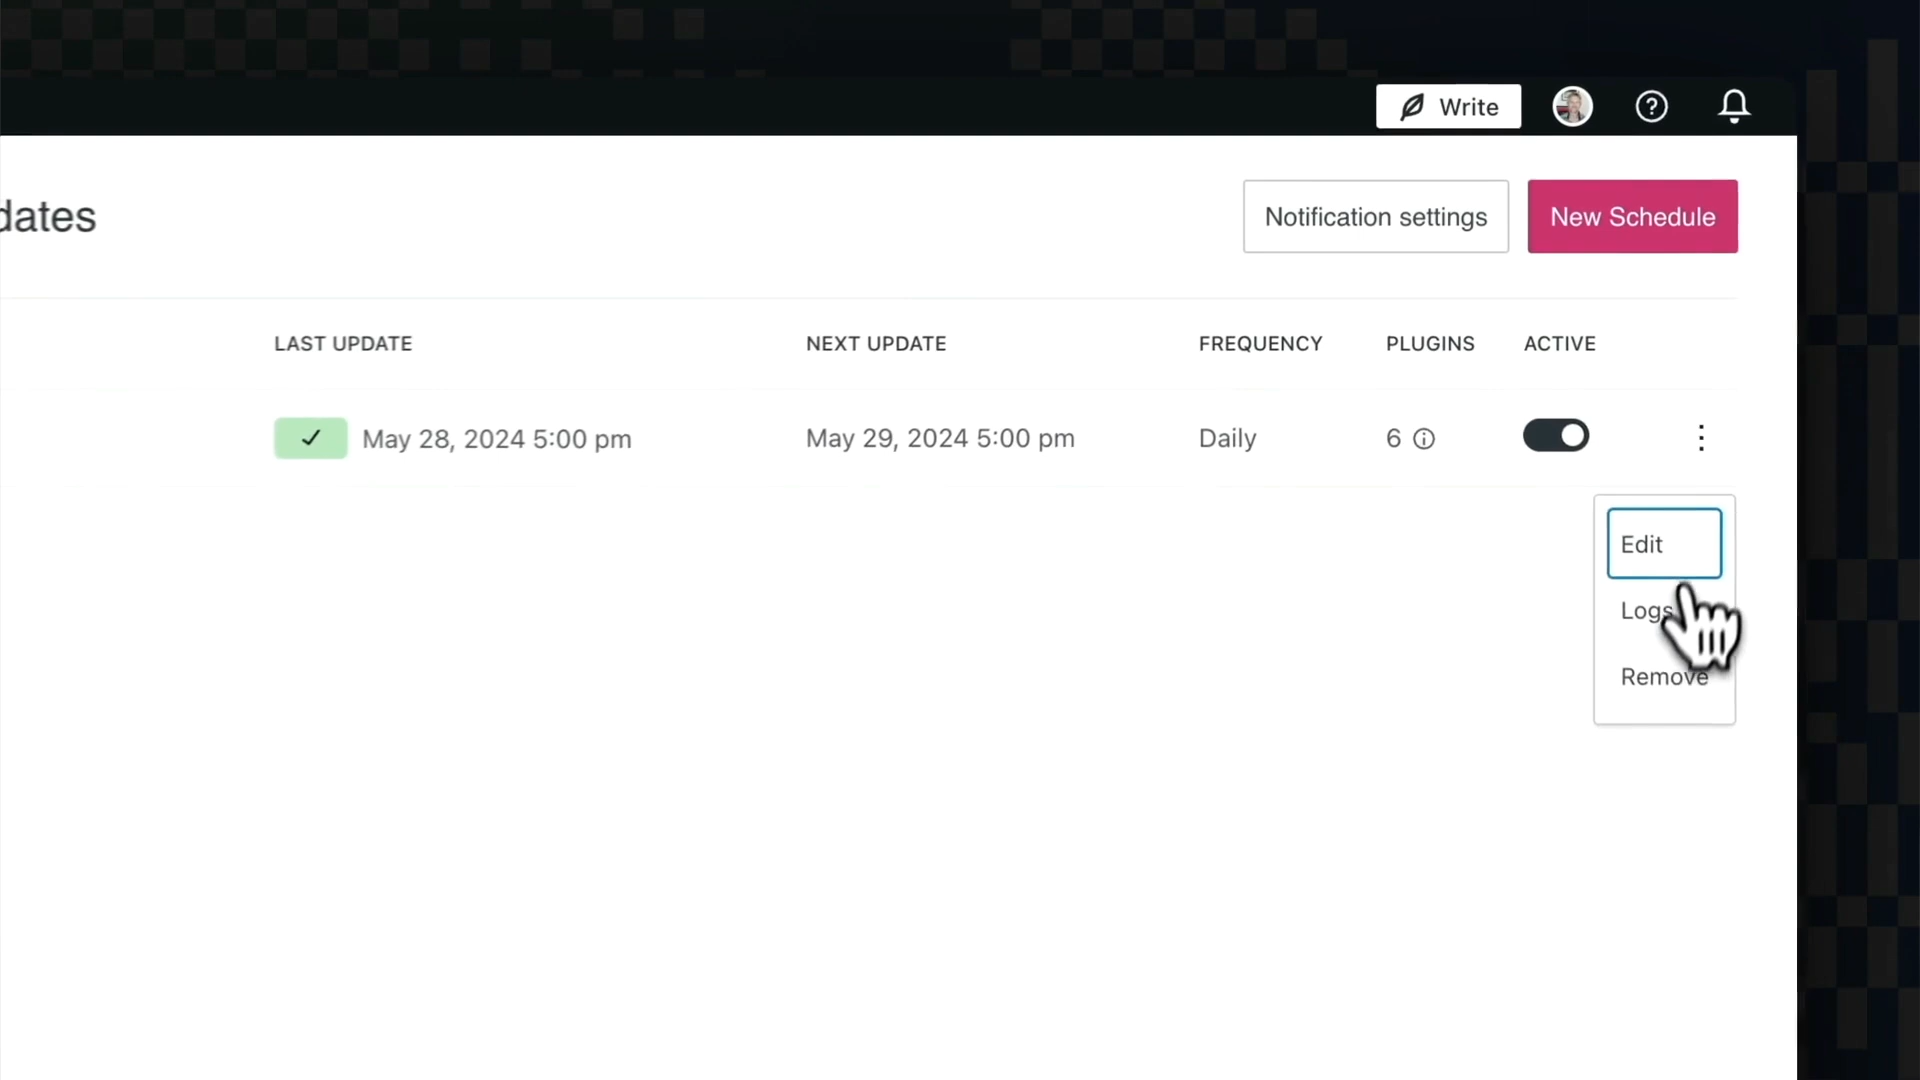 Write
dates
Notification settings
New Schedule
LAST UPDATE
NEXT UPDATE
FREQUENCY
PLUGINS
ACTIVE
May 28, 2024 5:00 pm
May 29, 2024 5:00 pm
Daily
6
Edit
Logs
Remove